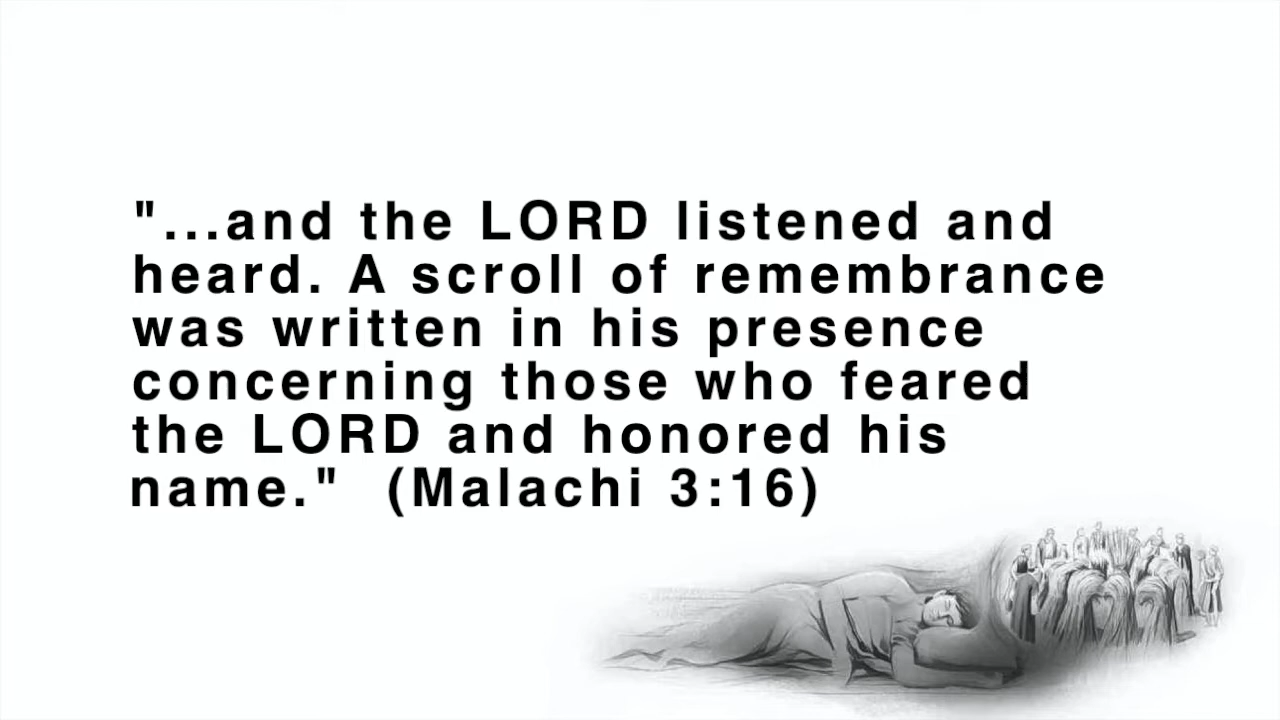 "...and the LORD listened and
heard. A scroll of remembrance
was written in his presence
concerning those who feared
the LORD and honored his
name."  (Malachi 3:16)